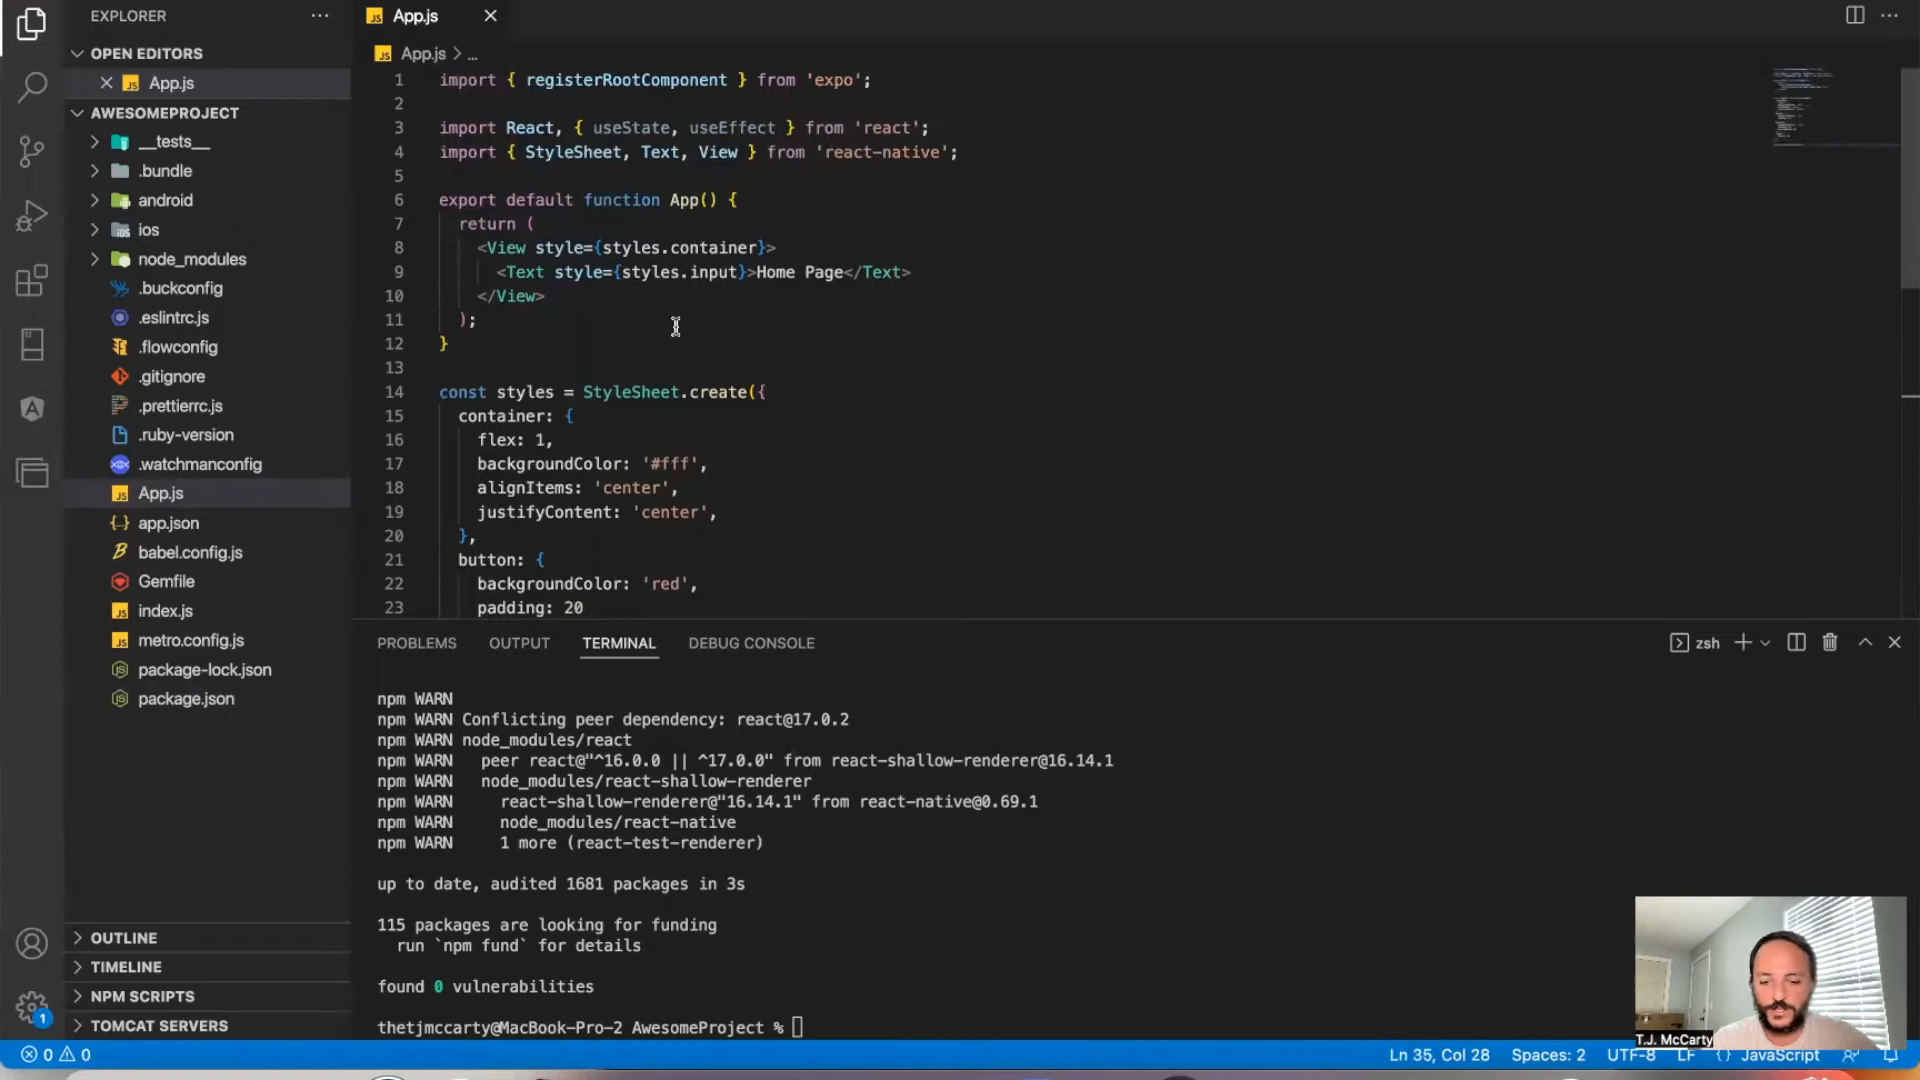 EXPLORER
App.js
OPEN EDITORS
App.js
AWESOMEPROJECT
__tests__
.bundle
android
ios
node_modules
.buckconfig
.eslintrc.js
.flowconfig
.gitignore
.prettierrc.js
.ruby-version
.watchmanconfig
App.js
app.json
babel.config.js
Gemfile
index.js
metro.config.js
package-lock.json
package.json
OUTLINE
TIMELINE
NPM SCRIPTS
TOMCAT SERVERS
App.js > ...
1 import { registerRootComponent } from 'expo';
2
3 import React, { useState, useEffect } from 'react';
4 import { StyleSheet, Text, View } from 'react-native';
5
6 export default function App() {
7 return (
8 <View style={styles.container}>
9 <Text style={styles.input}>Home Page</Text>
10 </View>
11 );
12 }
13
14 const styles = StyleSheet.create({
15 container: {
16 flex: 1,
17 backgroundColor: '#fff',
18 alignItems: 'center',
19 justifyContent: 'center',
20 },
21 button: {
22 backgroundColor: 'red',
23 padding: 20
PROBLEMS OUTPUT TERMINAL DEBUG CONSOLE zsh
npm WARN
npm WARN Conflicting peer dependency: react@17.0.2
npm WARN node_modules/react
npm WARN peer react@"^16.0.0 || ^17.0.0" from react-shallow-renderer@16.14.1
npm WARN node_modules/react-shallow-renderer
npm WARN react-shallow-renderer@"16.14.1" from react-native@0.69.1
npm WARN node_modules/react-native
npm WARN 1 more (react-test-renderer)
up to date, audited 1681 packages in 3s
115 packages are looking for funding
run `npm fund` for details
found 0 vulnerabilities
thetjmccarty@MacBook-Pro-2 AwesomeProject %
T.J. McCarty
1
0 0 Ln 35, Col 28 Spaces: 2 UTF-8 LF {} JavaScript